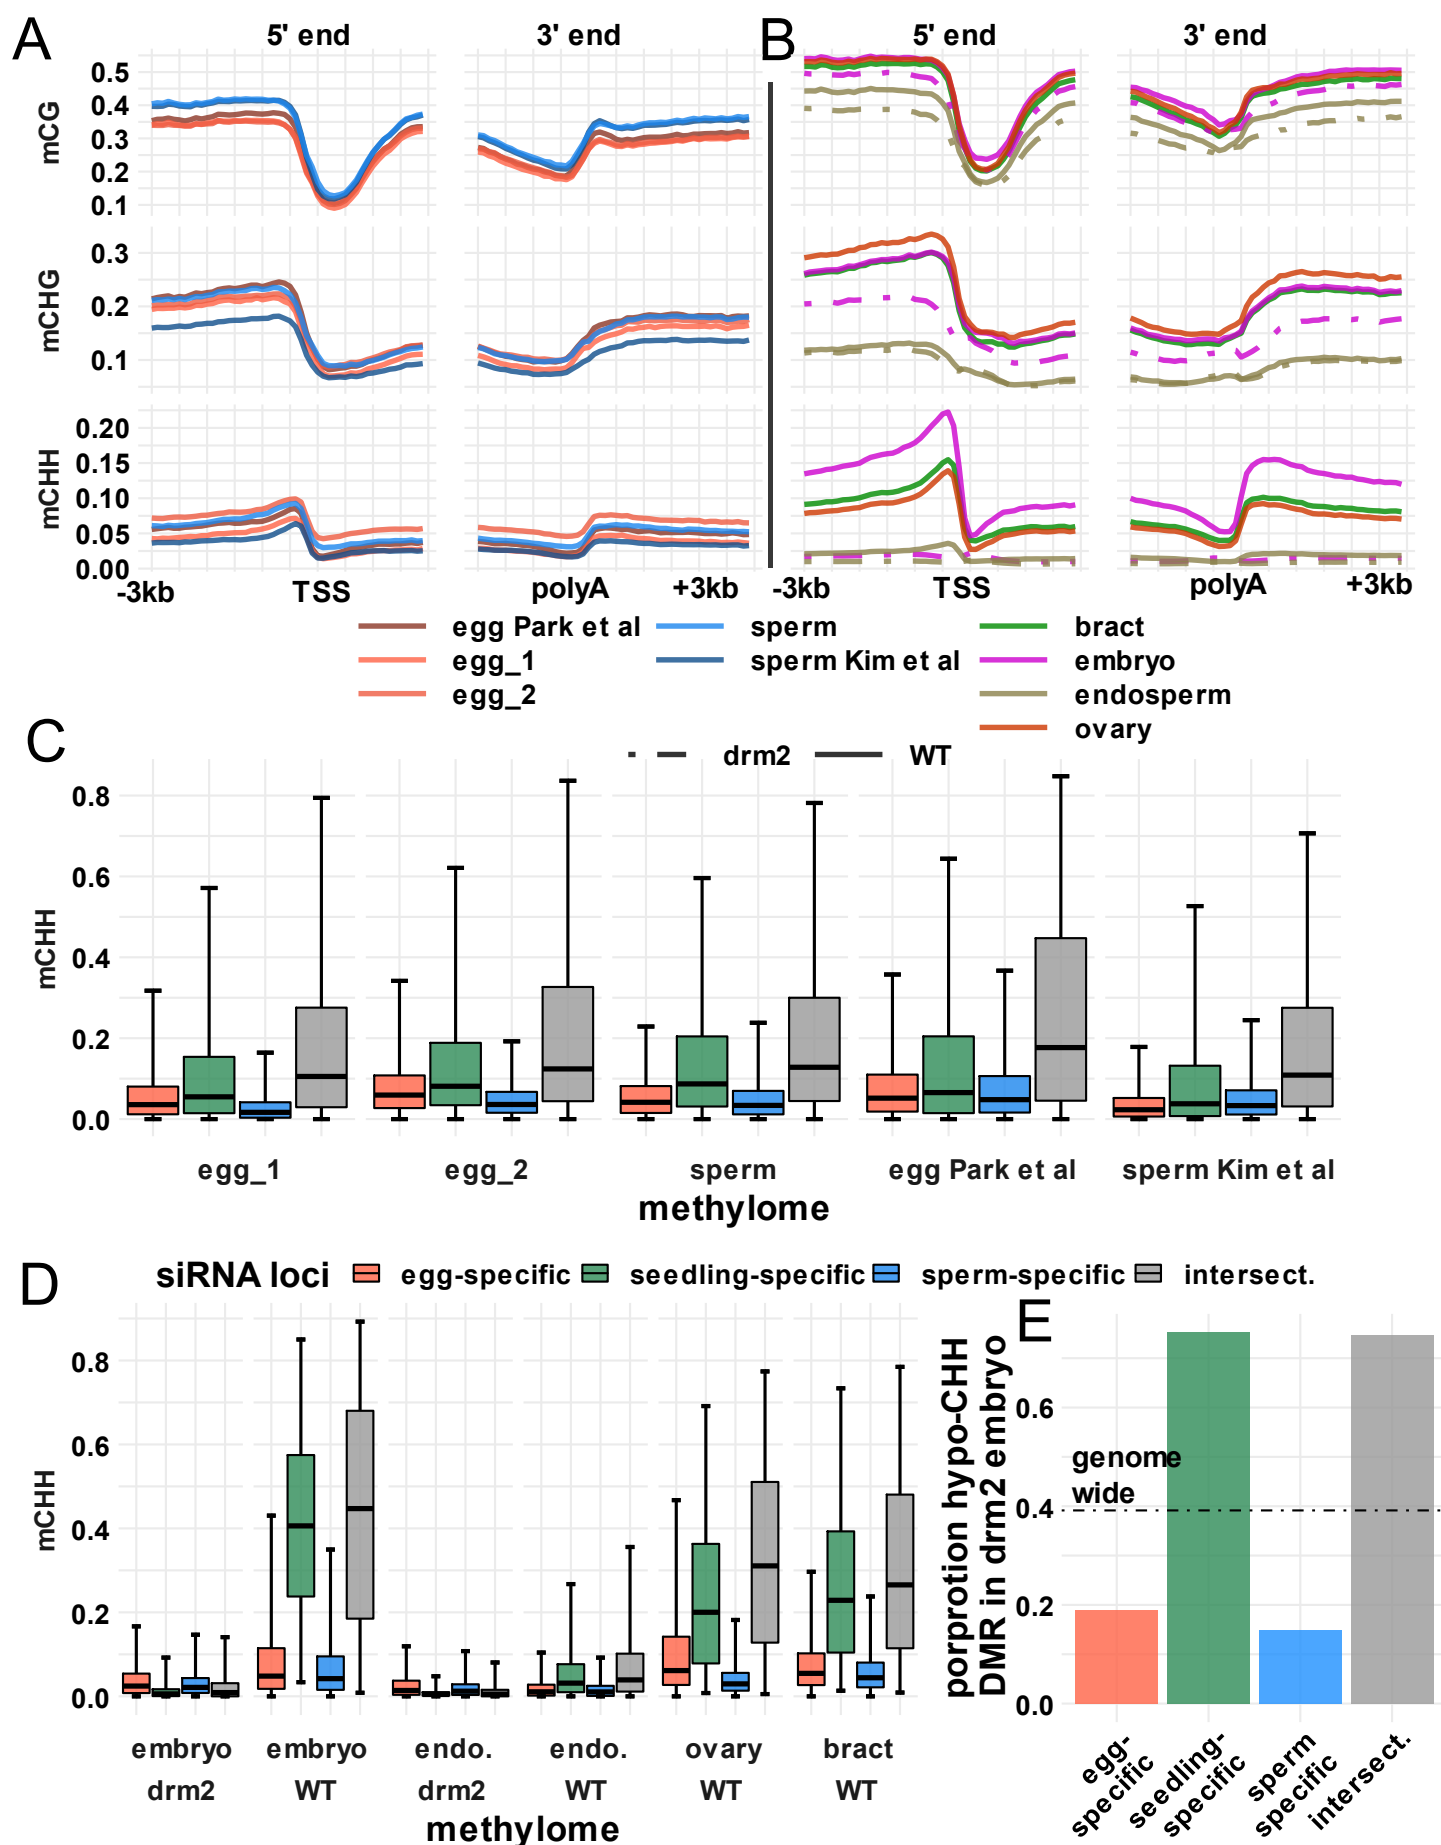 A
5' end
3' end
B
5' end
3' end
mCG
0.5
0.4
0.3
0.2
0.1
mCHG
0.3
0.2
0.1
mCHH
0.20
0.15
0.10
0.05
0.00
-3kb
TSS
polyA
+3kb
-3kb
TSS
polyA
+3kb
egg Park et al
sperm
bract
egg_1
sperm Kim et al
embryo
egg_2
endosperm
ovary
drm2
WT
C
mCHH
0.8
0.6
0.4
0.2
0.0
egg_1
egg_2
sperm
egg Park et al
sperm Kim et al
methylome
siRNA loci
egg-specific
seedling-specific
sperm-specific
intersect.
D
mCHH
0.8
0.6
0.4
0.2
0.0
embryo
drm2
embryo
WT
endo.
drm2
endo.
WT
ovary
WT
bract
WT
methylome
E
porprotion hypo-CHH
DMR in drm2 embryo
0.6
0.4
0.2
0.0
genome
wide
egg-
specific
seedling-
specific
sperm
specific
intersect.